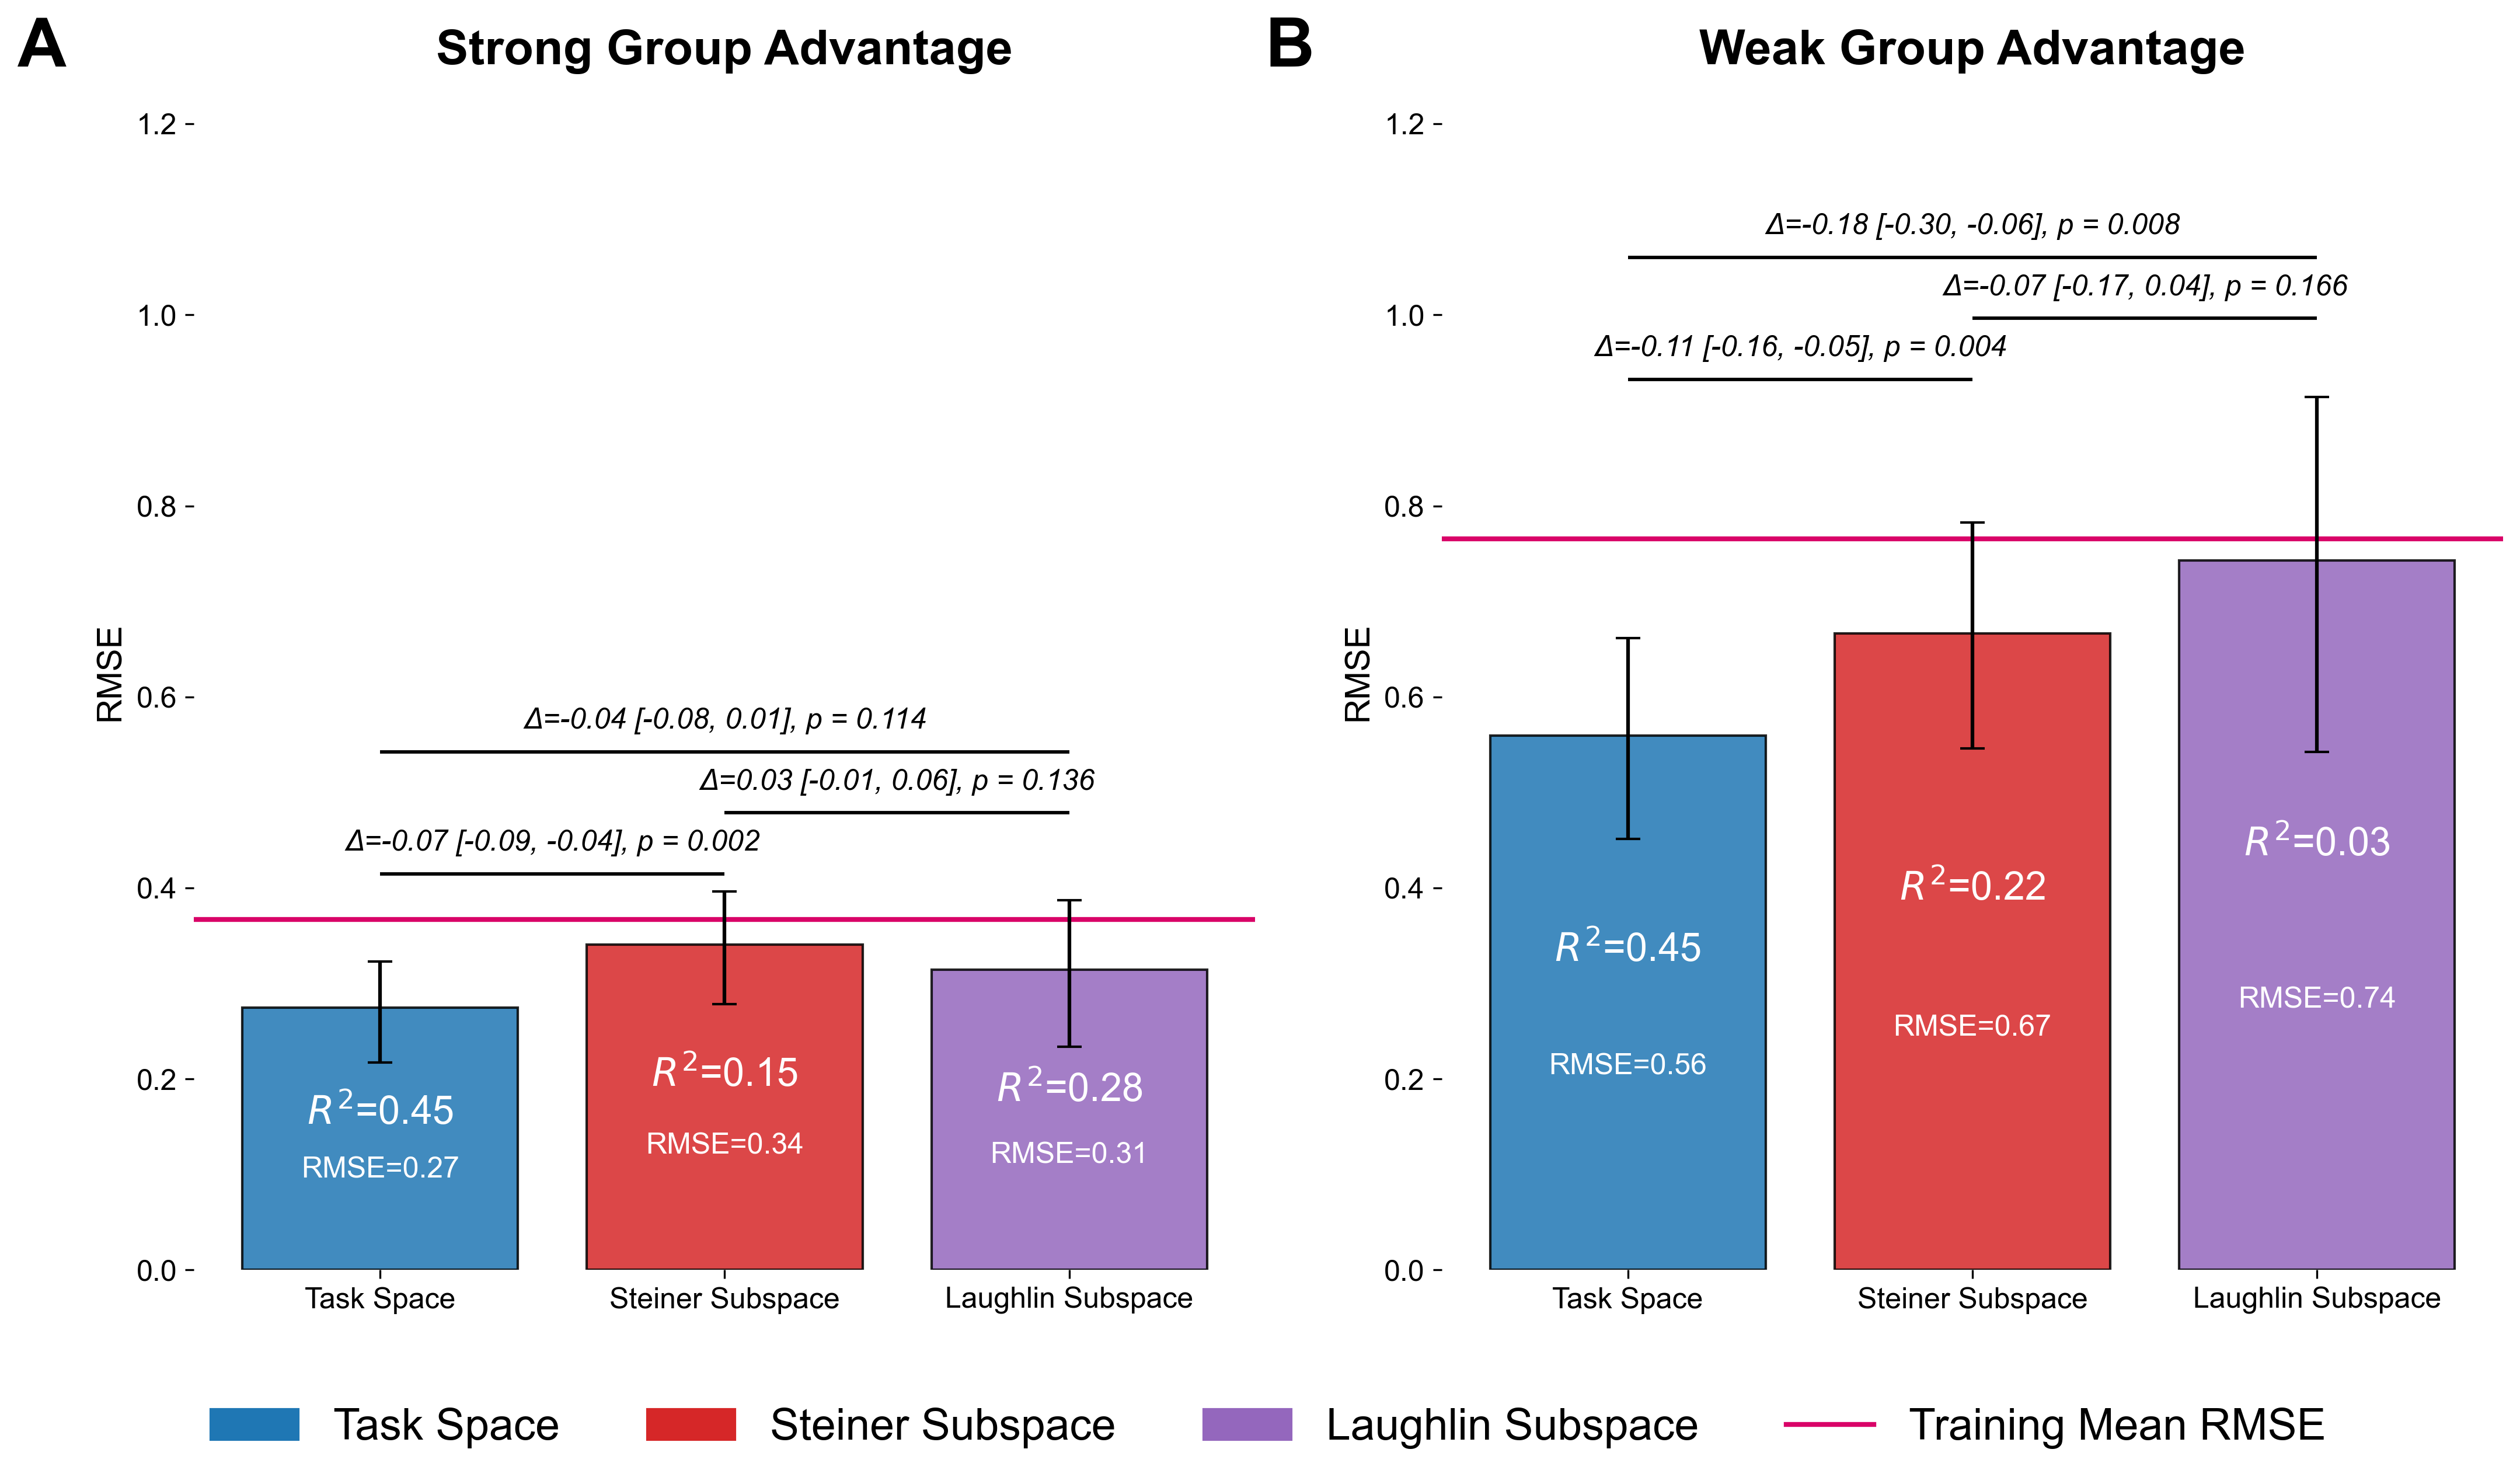 A
Strong Group Advantage
1.2
1.0
0.8
0.6
0.4
0.2
0.0
RMSE
Δ=-0.04 [-0.08, 0.01], p = 0.114
Δ=0.03 [-0.01, 0.06], p = 0.136
Δ=-0.07 [-0.09, -0.04], p = 0.002
R²=0.45
RMSE=0.27
R²=0.15
RMSE=0.34
R²=0.28
RMSE=0.31
Task Space
Steiner Subspace
Laughlin Subspace
B
Weak Group Advantage
1.2
1.0
0.8
0.6
0.4
0.2
0.0
RMSE
Δ=-0.18 [-0.30, -0.06], p = 0.008
Δ=-0.07 [-0.17, 0.04], p = 0.166
Δ=-0.11 [-0.16, -0.05], p = 0.004
R²=0.45
RMSE=0.56
R²=0.22
RMSE=0.67
R²=0.03
RMSE=0.74
Task Space
Steiner Subspace
Laughlin Subspace
Task Space
Steiner Subspace
Laughlin Subspace
Training Mean RMSE